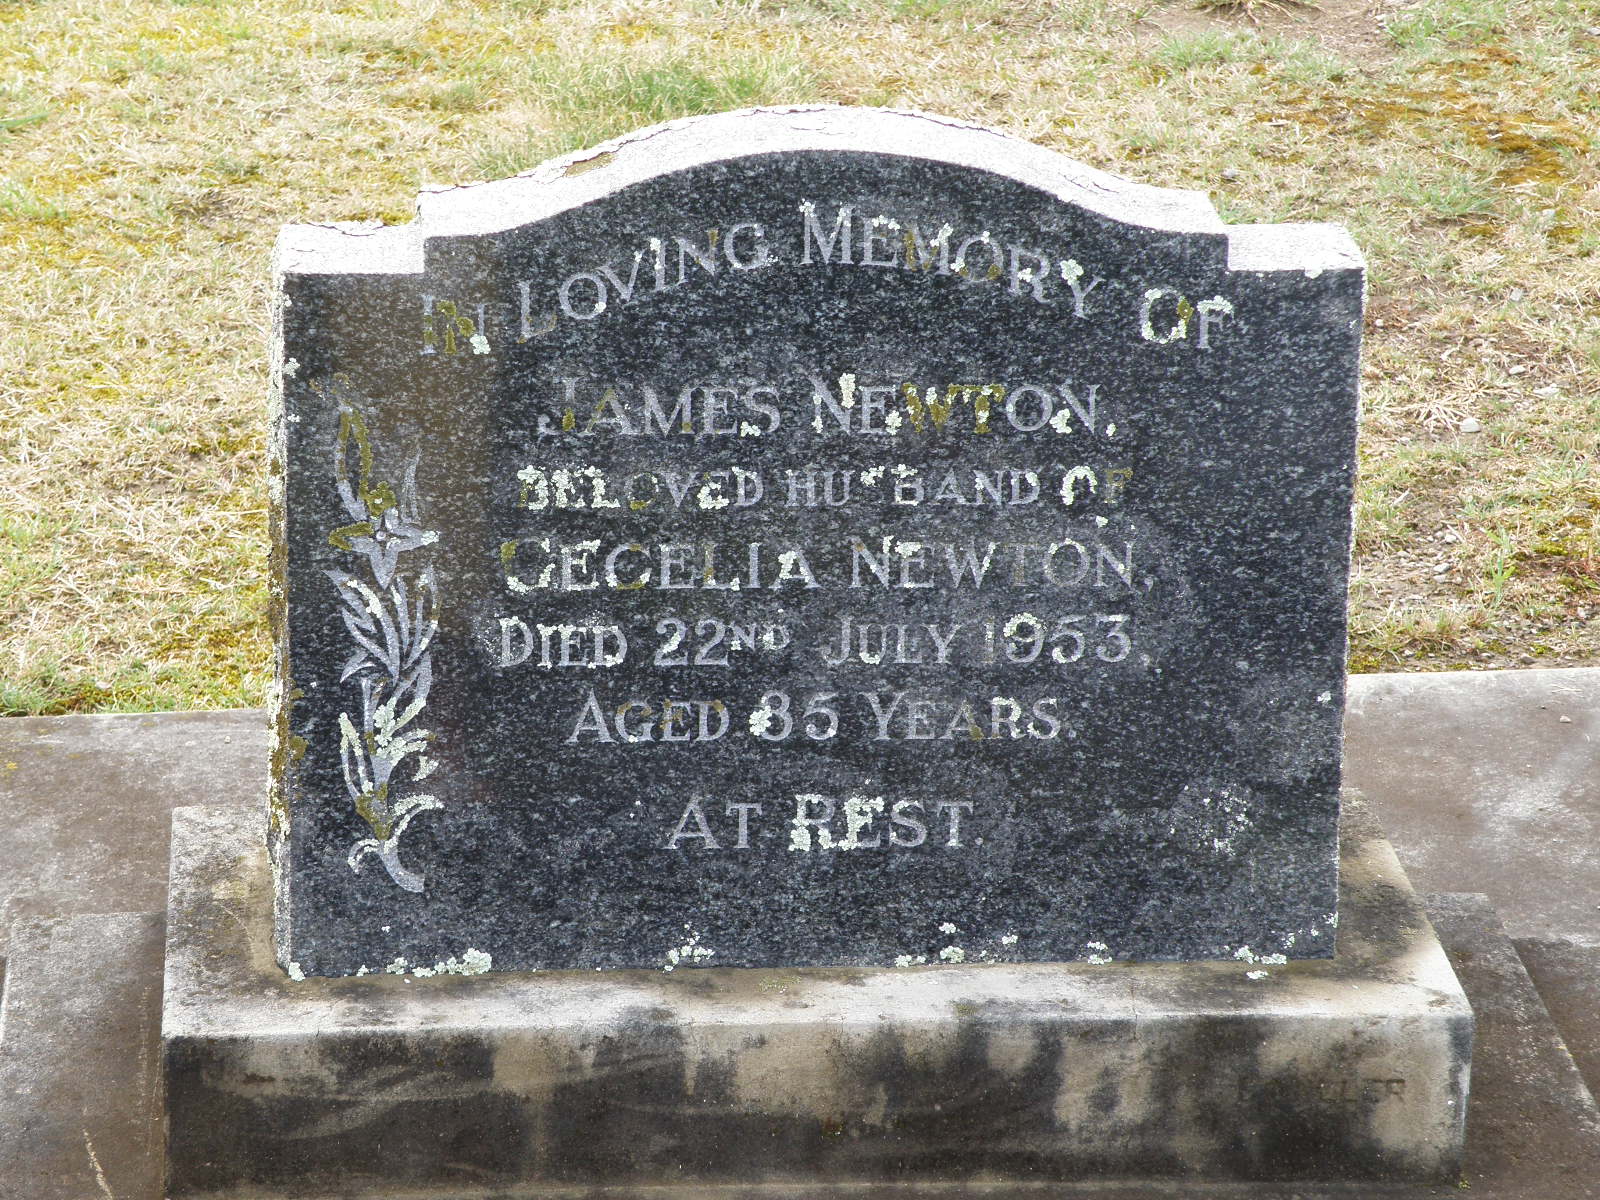 IN LOVING MEMORY OF
JAMES NEWTON,
BELOVED HUSBAND OF
CECELIA NEWTON,
DIED 22ND JULY 1953.
AGED 85 YEARS.
AT REST.